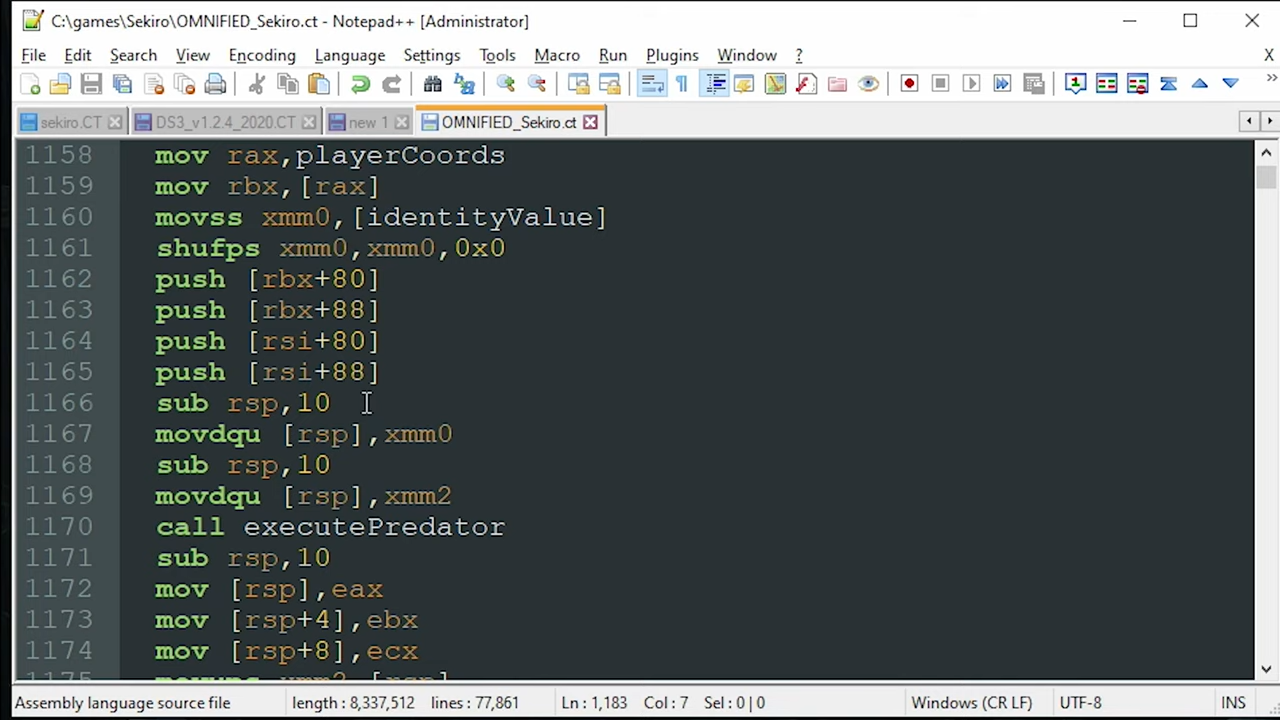 C:\games\Sekiro\OMNIFIED_Sekiro.ct - Notepad++ [Administrator]
File Edit Search View Encoding Language Settings Tools Macro Run Plugins Window ? X
sekiro.CT DS3_v1.2.4_2020.CT new 1 OMNIFIED_Sekiro.ct
1158 mov rax,playerCoords
1159 mov rbx,[rax]
1160 movss xmm0,[identityValue]
1161 shufps xmm0,xmm0,0x0
1162 push [rbx+80]
1163 push [rbx+88]
1164 push [rsi+80]
1165 push [rsi+88]
1166 sub rsp,10
1167 movdqu [rsp],xmm0
1168 sub rsp,10
1169 movdqu [rsp],xmm2
1170 call executePredator
1171 sub rsp,10
1172 mov [rsp],eax
1173 mov [rsp+4],ebx
1174 mov [rsp+8],ecx
Assembly language source file length : 8,337,512 lines : 77,861 Ln : 1,183 Col : 7 Sel : 0 | 0 Windows (CR LF) UTF-8 INS